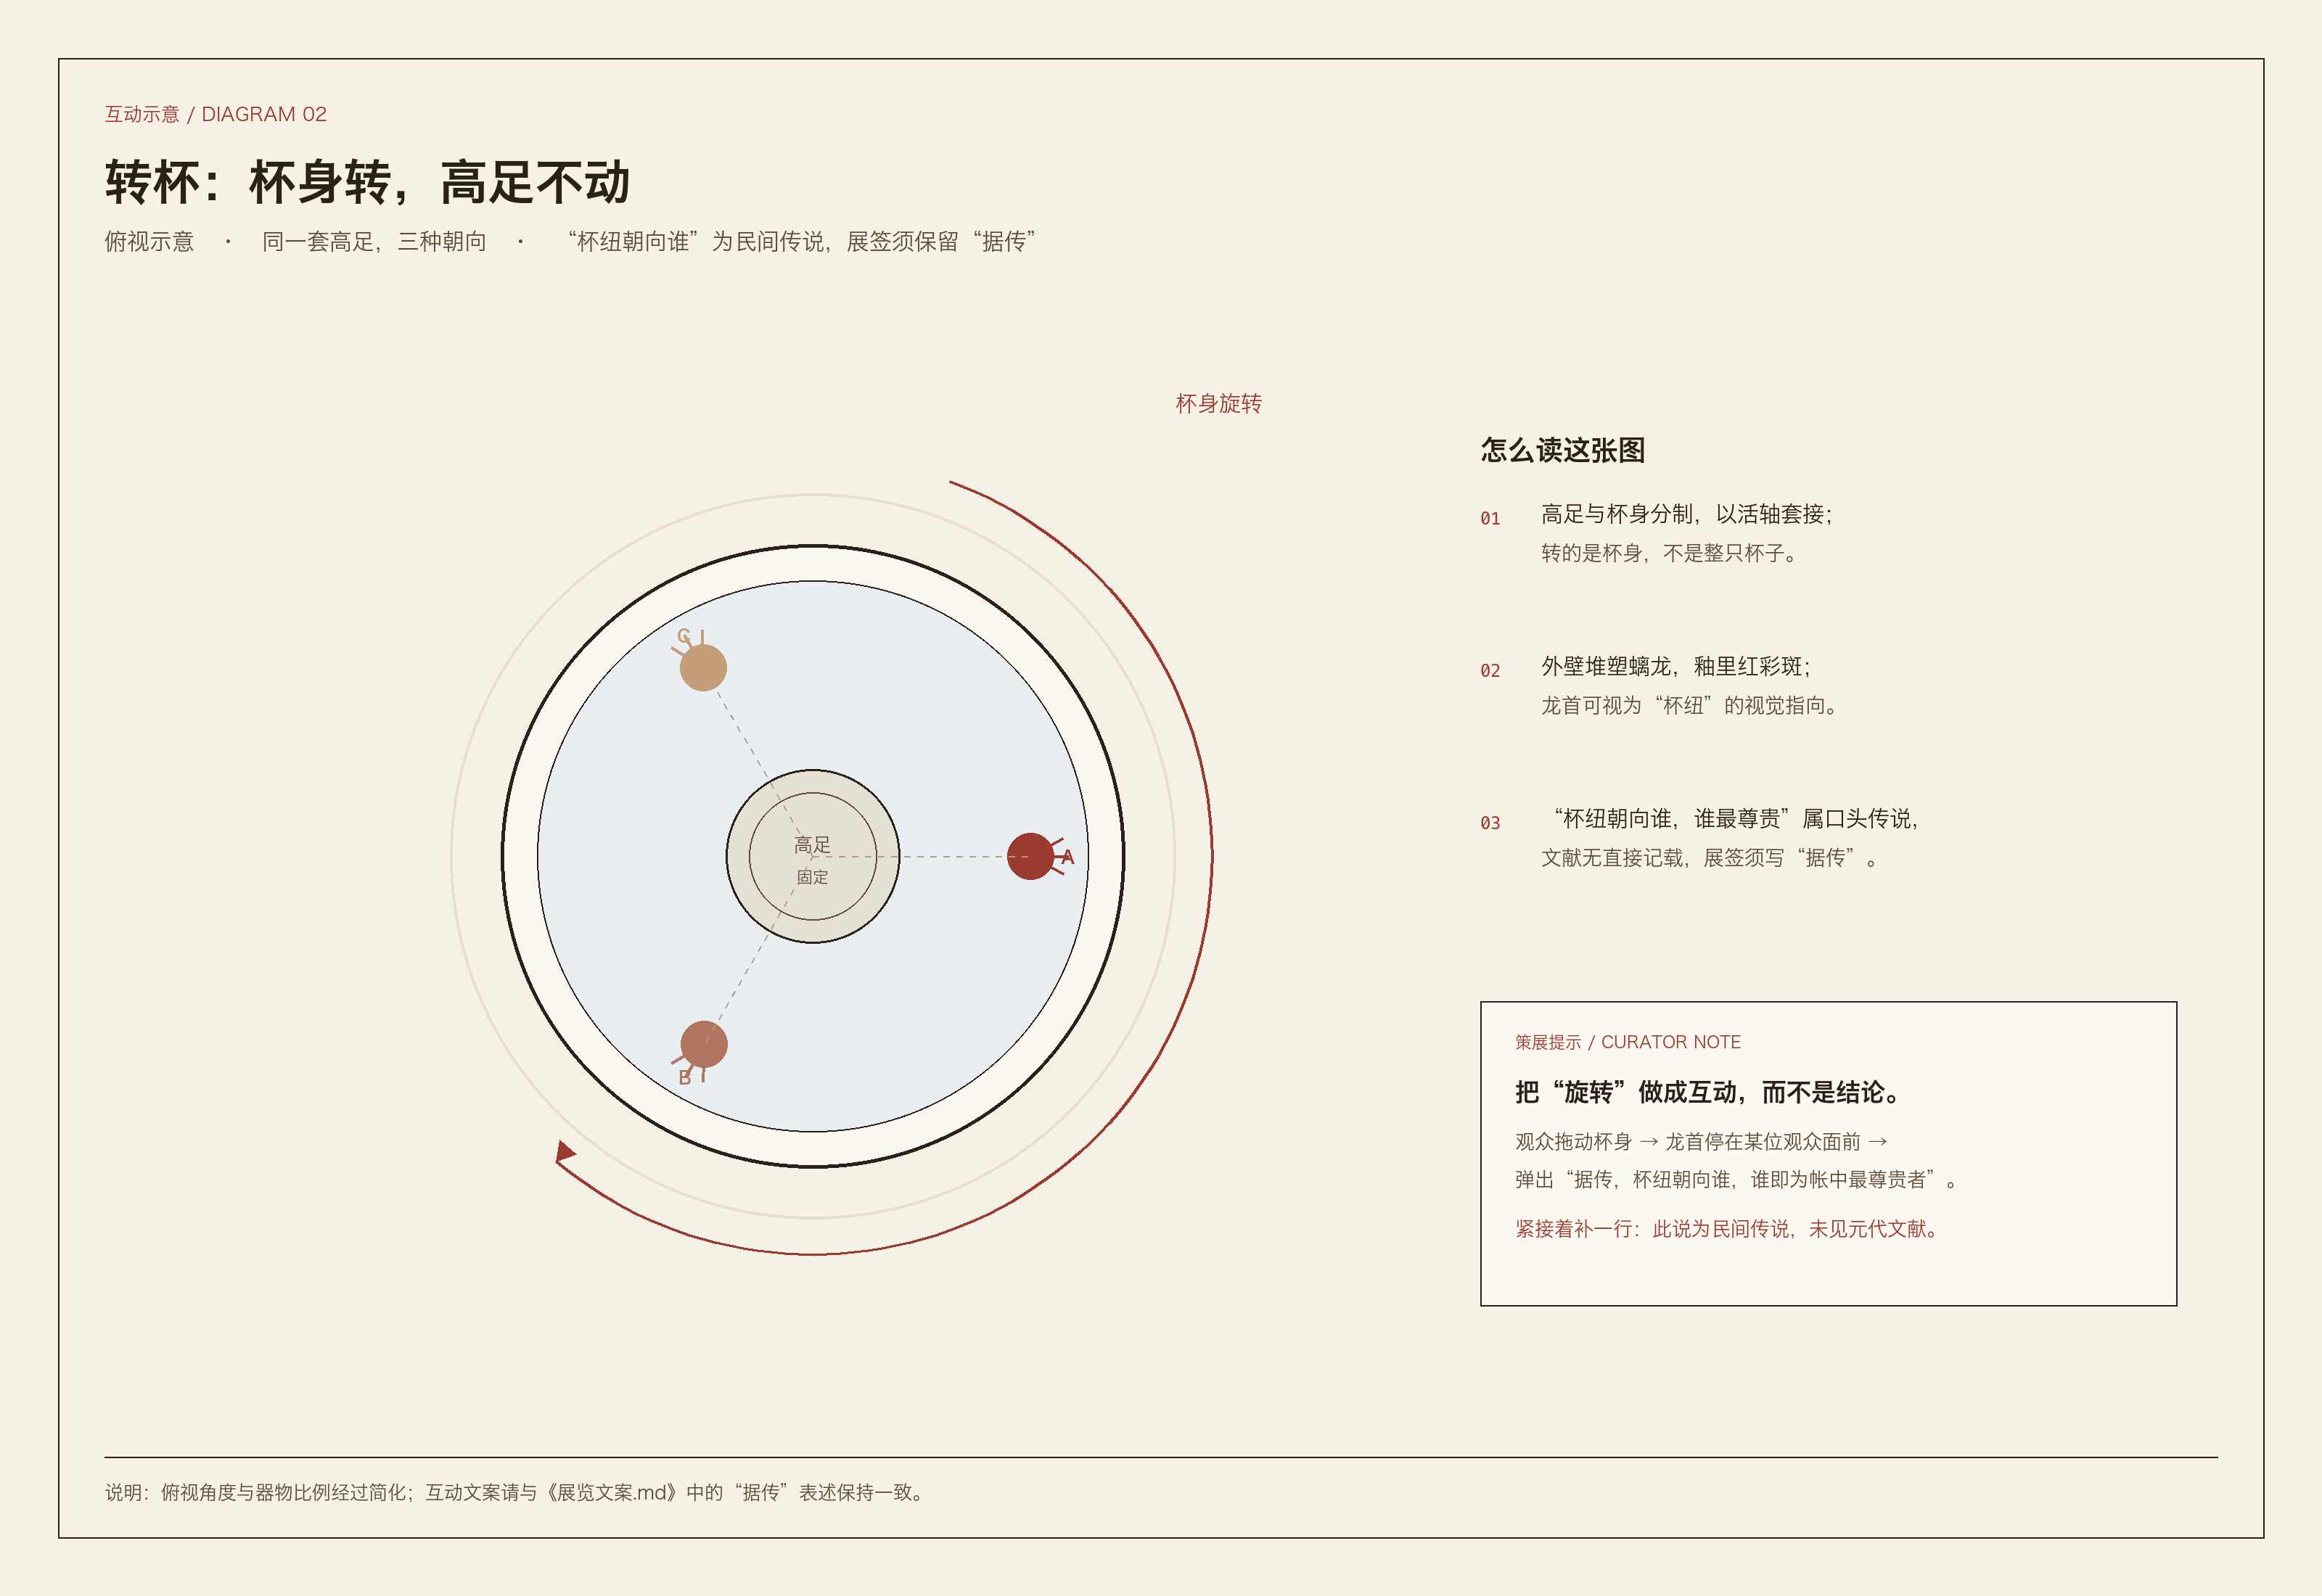 互动示意 / DIAGRAM 02
转杯：杯身转，高足不动
俯视示意 · 同一套高足，三种朝向 · “杯纽朝向谁”为民间传说，展签须保留“据传”
杯身旋转
C
高足
固定
A
B
怎么读这张图
01 高足与杯身分制，以活轴套接；
转的是杯身，不是整只杯子。
02 外壁堆塑螭龙，釉里红彩斑；
龙首可视为“杯纽”的视觉指向。
03 “杯纽朝向谁，谁最尊贵”属口头传说，
文献无直接记载，展签须写“据传”。
策展提示 / CURATOR NOTE
把“旋转”做成互动，而不是结论。
观众拖动杯身 → 龙首停在某位观众面前 →
弹出“据传，杯纽朝向谁，谁即为帐中最尊贵者”。
紧接着补一行：此说为民间传说，未见元代文献。
说明：俯视角度与器物比例经过简化；互动文案请与《展览文案.md》中的“据传”表述保持一致。